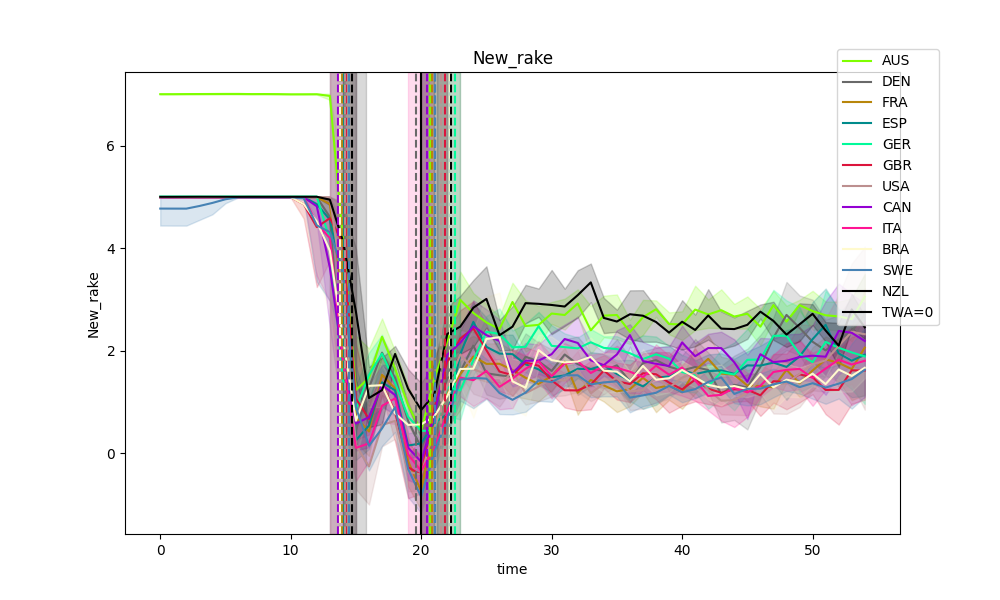 New_rake
AUS
DEN
FRA
ESP
GER
GBR
USA
CAN
ITA
BRA
SWE
NZL
TWA=0
New_rake
6
4
2
0
0 10 20 30 40 50
time